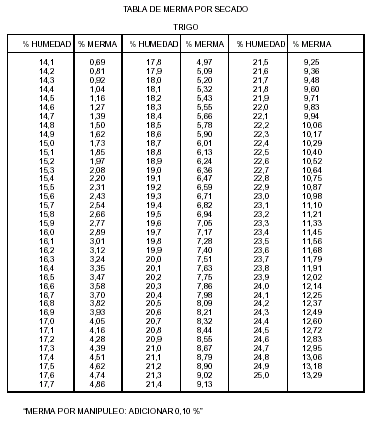 TABLA DE MERMA POR SECADO
TRIGO
% HUMEDAD % MERMA % HUMEDAD % MERMA % HUMEDAD % MERMA
14,1 0,69 17,8 4,97 21,5 9,25
14,2 0,81 17,9 5,09 21,6 9,36
14,3 0,92 18,0 5,20 21,7 9,48
14,4 1,04 18,1 5,32 21,8 9,60
14,5 1,16 18,2 5,43 21,9 9,71
14,6 1,27 18,3 5,55 22,0 9,83
14,7 1,39 18,4 5,66 22,1 9,94
14,8 1,50 18,5 5,78 22,2 10,06
14,9 1,62 18,6 5,90 22,3 10,17
15,0 1,73 18,7 6,01 22,4 10,29
15,1 1,85 18,8 6,13 22,5 10,40
15,2 1,97 18,9 6,24 22,6 10,52
15,3 2,08 19,0 6,36 22,7 10,64
15,4 2,20 19,1 6,47 22,8 10,75
15,5 2,31 19,2 6,59 22,9 10,87
15,6 2,43 19,3 6,71 23,0 10,98
15,7 2,54 19,4 6,82 23,1 11,10
15,8 2,66 19,5 6,94 23,2 11,21
15,9 2,77 19,6 7,05 23,3 11,33
16,0 2,89 19,7 7,17 23,4 11,45
16,1 3,01 19,8 7,28 23,5 11,56
16,2 3,12 19,9 7,40 23,6 11,68
16,3 3,24 20,0 7,51 23,7 11,79
16,4 3,35 20,1 7,63 23,8 11,91
16,5 3,47 20,2 7,75 23,9 12,02
16,6 3,58 20,3 7,86 24,0 12,14
16,7 3,70 20,4 7,98 24,1 12,25
16,8 3,82 20,5 8,09 24,2 12,37
16,9 3,93 20,6 8,21 24,3 12,49
17,0 4,05 20,7 8,32 24,4 12,60
17,1 4,16 20,8 8,44 24,5 12,72
17,2 4,28 20,9 8,55 24,6 12,83
17,3 4,39 21,0 8,67 24,7 12,95
17,4 4,51 21,1 8,79 24,8 13,06
17,5 4,62 21,2 8,90 24,9 13,18
17,6 4,74 21,3 9,02 25,0 13,29
17,7 4,86 21,4 9,13
"MERMA POR MANIPULEO: ADICIONAR 0,10 %"